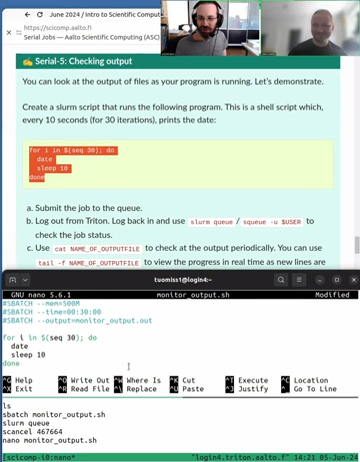 June 2024 / Intro to Scientific Comput
https://scicomp.aalto.fi
Serial Jobs — Aalto Scientific Computing (ASC)
Serial-5: Checking output
You can look at the output of files as your program is running. Let's demonstrate.
Create a slurm script that runs the following program. This is a shell script which,
every 10 seconds (for 30 iterations), prints the date:
for i in $(seq 30); do
date
sleep 10
done
a. Submit the job to the queue.
b. Log out from Triton. Log back in and use slurm queue / squeue -u $USER to
check the job status.
c. Use cat NAME_OF_OUTPUTFILE to check at the output periodically. You can use
tail -f NAME_OF_OUTPUTFILE to view the progress in real time as new lines are
tuomiss1@login4:~
GNU nano 5.6.1 monitor_output.sh Modified
#SBATCH --mem=500M
#SBATCH --time=00:30:00
#SBATCH --output=monitor_output.out
for i in $(seq 30); do
date
sleep 10
done
^G Help ^O Write Out ^W Where Is ^K Cut ^T Execute ^C Location
^X Exit ^R Read File ^\ Replace ^U Paste ^J Justify ^_ Go To Line
ls
sbatch monitor_output.sh
slurm queue
scancel 467664
nano monitor_output.sh
login4.triton.aalto.f" 14:21 05-Jun-24